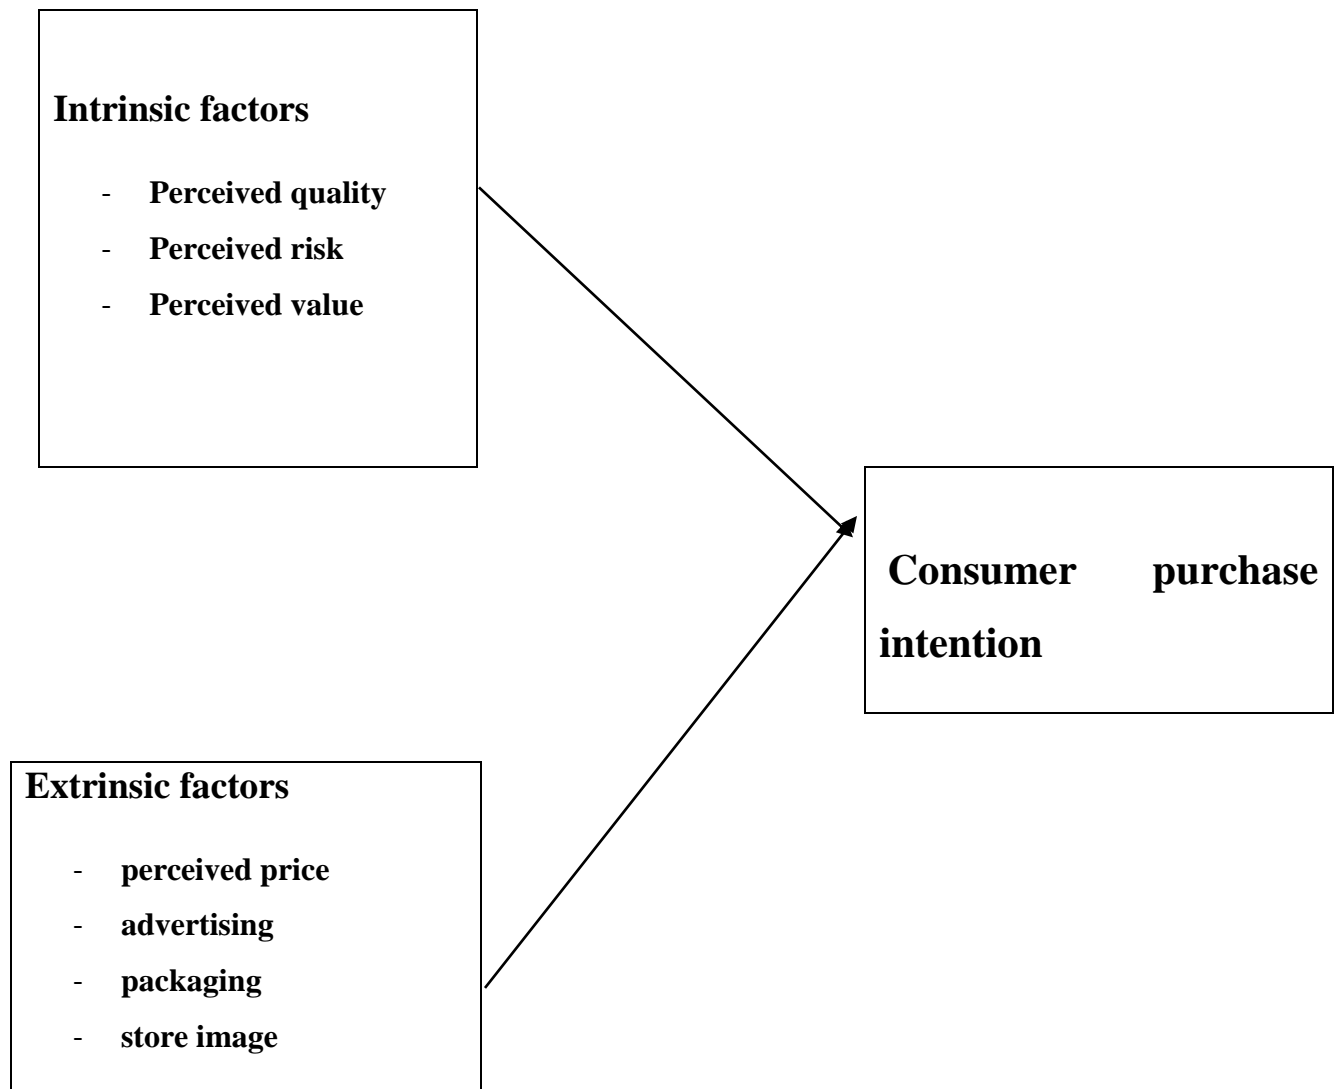 Intrinsic factors
- Perceived quality
- Perceived risk
- Perceived value
Consumer purchase
intention
Extrinsic factors
- perceived price
- advertising
- packaging
- store image